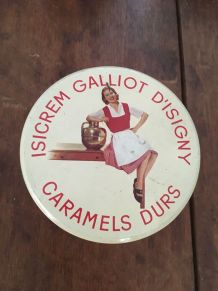 ISICREM GALLIOT D'ISIGNY
CARAMELS DURS